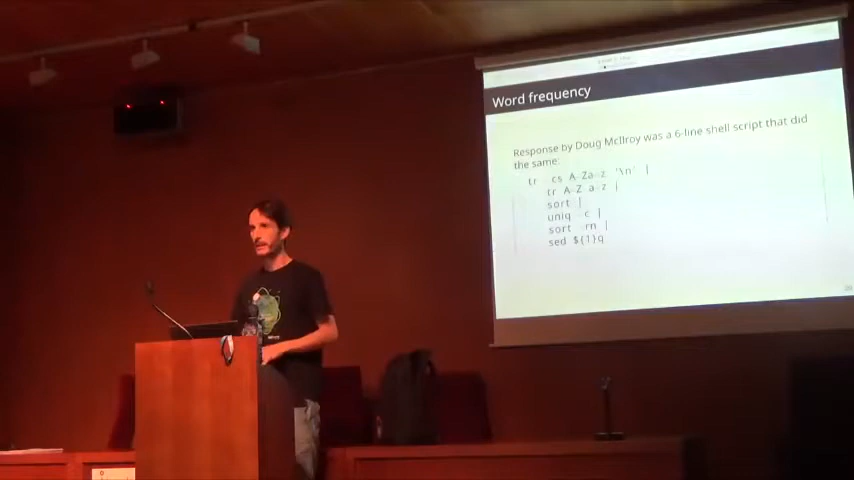 Word frequency
Response by Doug McIlroy was a 6-line shell script that did
the same:
tr cs A Za z '\n' |
tr A Z a z |
sort |
uniq c |
sort rn |
sed ${1}q